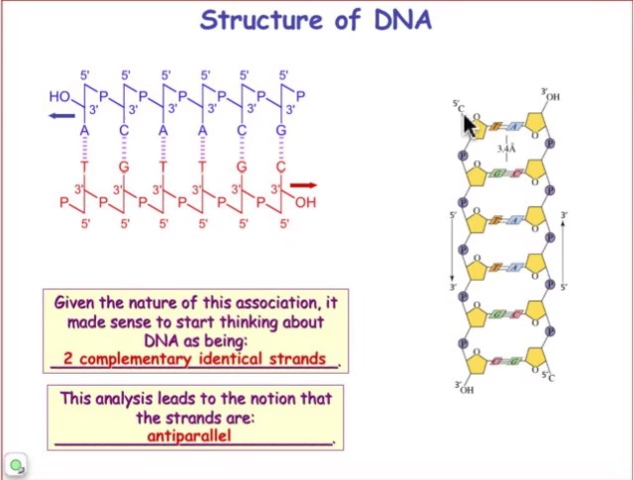 Structure of DNA
5' 5' 5' 5' 5' 5'
HO P P P P P P
3' 3' 3' 3' 3' 3'
A C A A C G
T G T T G C
3' 3' 3' 3' 3' 3'
P P P P P P OH
5' 5' 5' 5' 5' 5'
Given the nature of this association, it
made sense to start thinking about
DNA as being:
2 complementary identical strands.
This analysis leads to the notion that
the strands are:
antiparallel.
3'
OH
5'
C
O T A O
3.4Å
P P
O G C O
P P
5' 3'
O T A O
P P
O T A O
3' 5'
P P
O G C O
P P
O C G O
5'
C
3'
OH